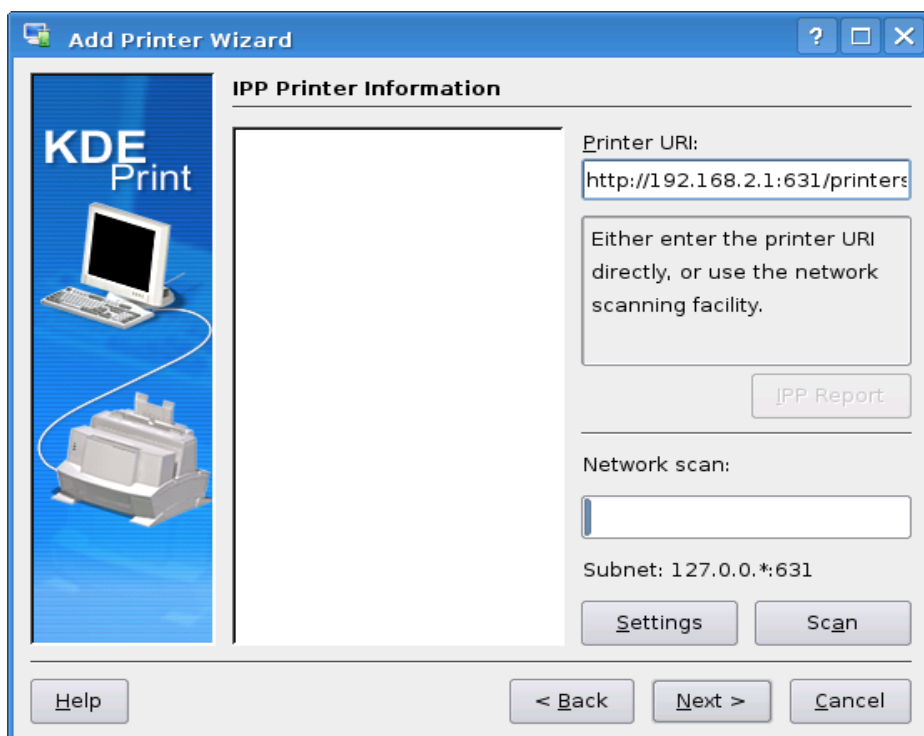 Add Printer Wizard
?
KDE
Print
IPP Printer Information
Printer URI:
http://192.168.2.1:631/printers
Either enter the printer URI
directly, or use the network
scanning facility.
IPP Report
Network scan:
Subnet: 127.0.0.*:631
Settings
Scan
Help
< Back
Next >
Cancel